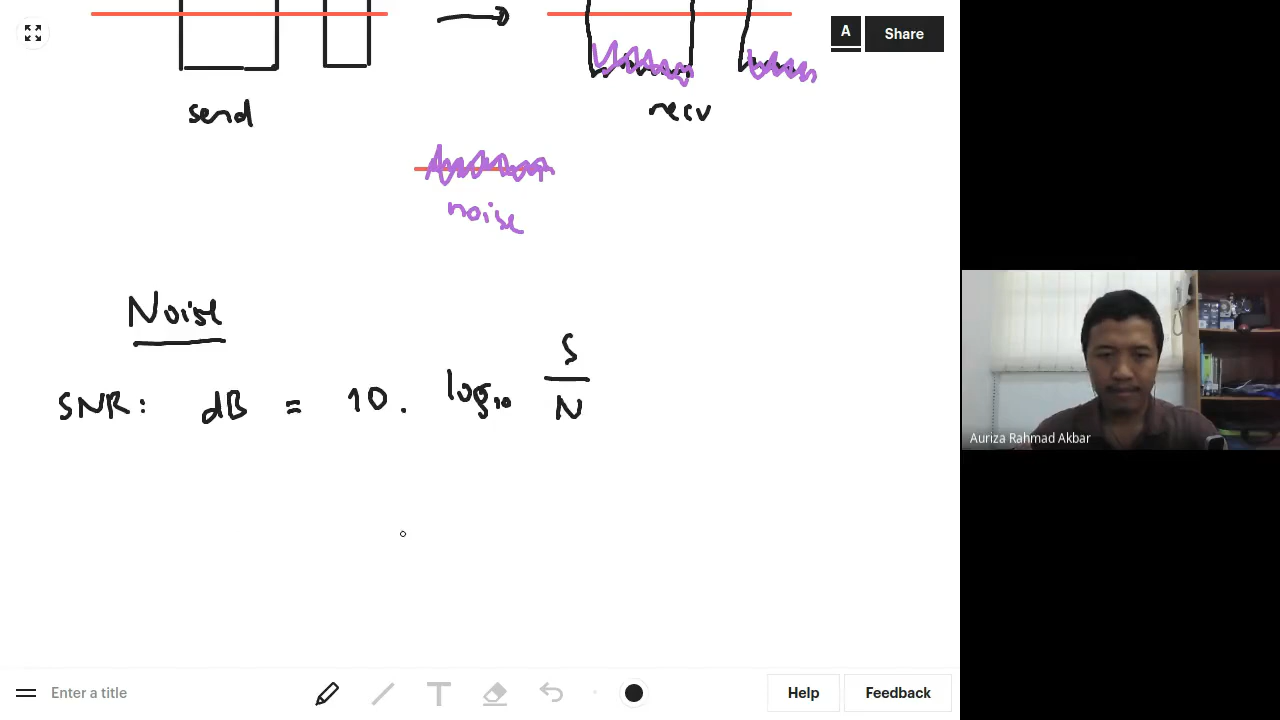 A Share
send
recv
noise
Noise
SNR: dB = 10 . log₁₀ S/N
Auriza Rahmad Akbar
Enter a title
T
Help Feedback